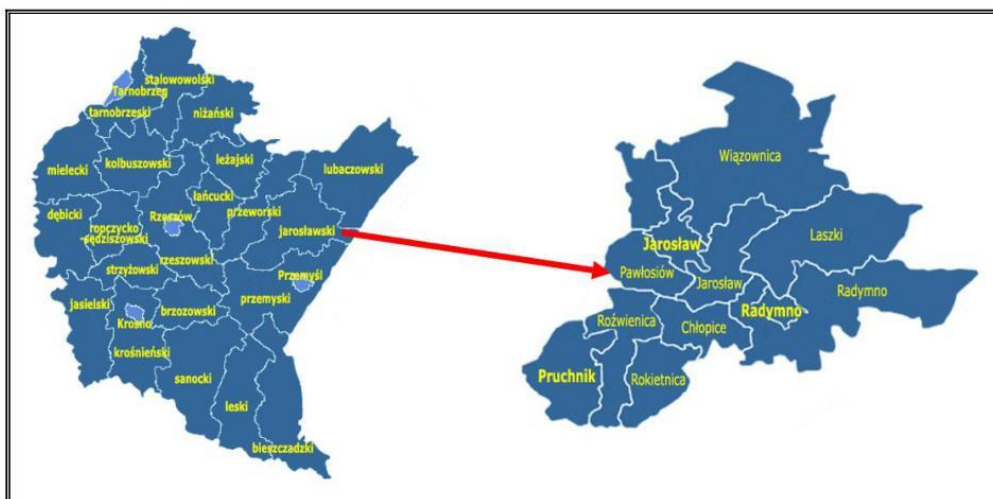 stalowowolski
Tarnobrzeg
tarnobrzeski
niżański
kolbuszowski
leżajski
mielecki
lubaczowski
łańcucki
dębicki
Rzeszów
przeworski
ropczycko
-sędziszowski
jarosławski
strzyżowski
rzeszowski
Przemyśl
jasielski
przemyski
brzozowski
Krosno
krośnieński
sanocki
leski
bieszczadzki
Wiązownica
Laszki
Jarosław
Pawłosiów
Jarosław
Radymno
Radymno
Roźwienica
Chłopice
Pruchnik
Rokietnica